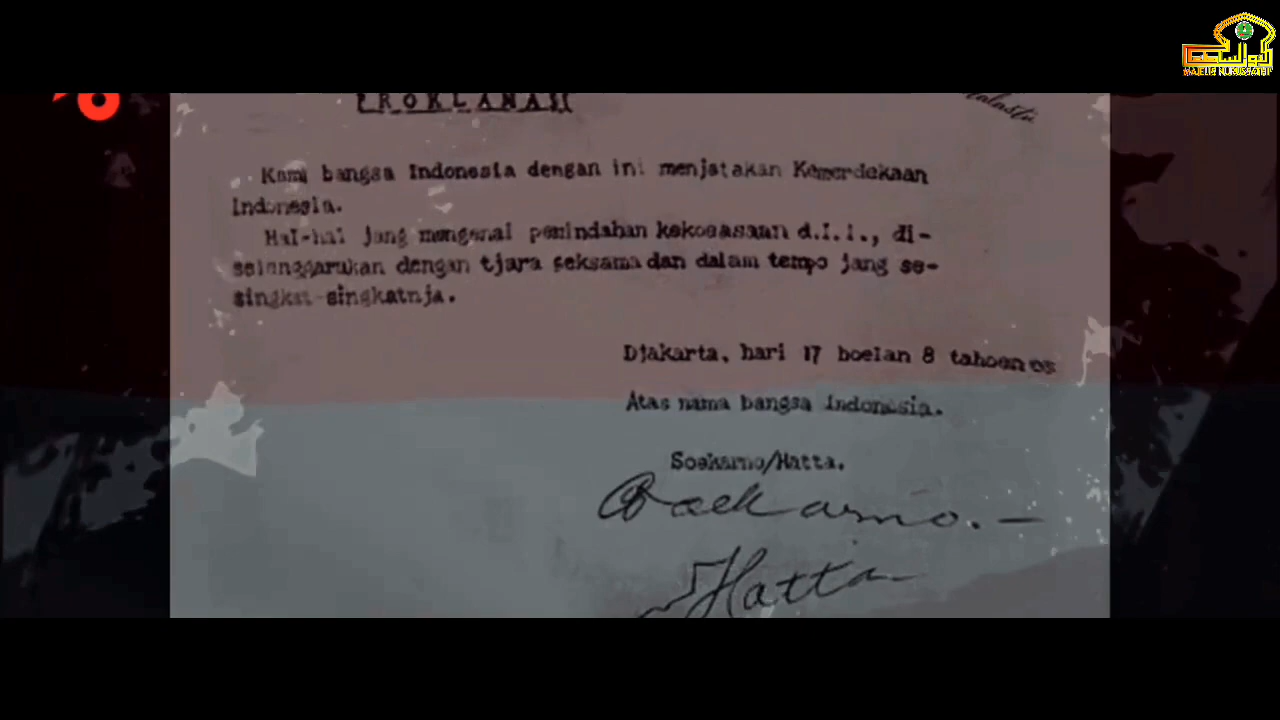 PROKLAMASI
Kami bangsa Indonesia dengan ini menjatakan Kemerdekaan
Indonesia.
Hal-hal jang mengenai pemindahan kekoeasaan d.l.l., di-
selenggarakan dengan tjara seksama dan dalam tempo jang se-
singkat-singkatnja.
Djakarta, hari 17 boelan 8 tahoen 05
Atas nama bangsa Indonesia.
Soekarno/Hatta.
Soekarno.—
Hatta